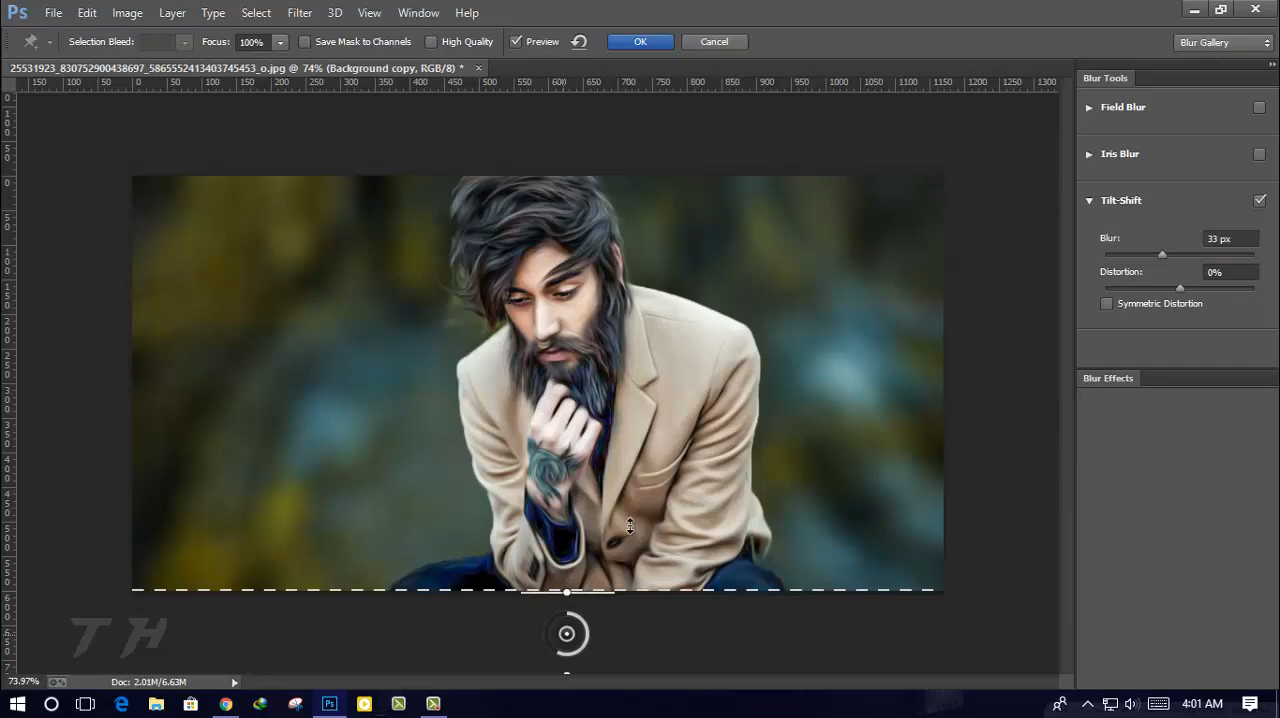 Ps File Edit Image Layer Type Select Filter 3D View Window Help
Selection Bleed: Focus: 100% Save Mask to Channels High Quality Preview OK Cancel Blur Gallery
25531923_830752900438697_5865552413403745453_o.jpg @ 74% (Background copy, RGB/8) *
150 100 50 0 50 100 150 200 250 300 350 400 450 500 550 600 650 700 750 800 850 900 950 1000 1050 1100 1150 1200 1250 1300
Blur Tools
Field Blur
Iris Blur
Tilt-Shift
Blur: 33 px
Distortion: 0%
Symmetric Distortion
Blur Effects
T H
73.97% Doc: 2.01M/6.63M
Ps 4:01 AM